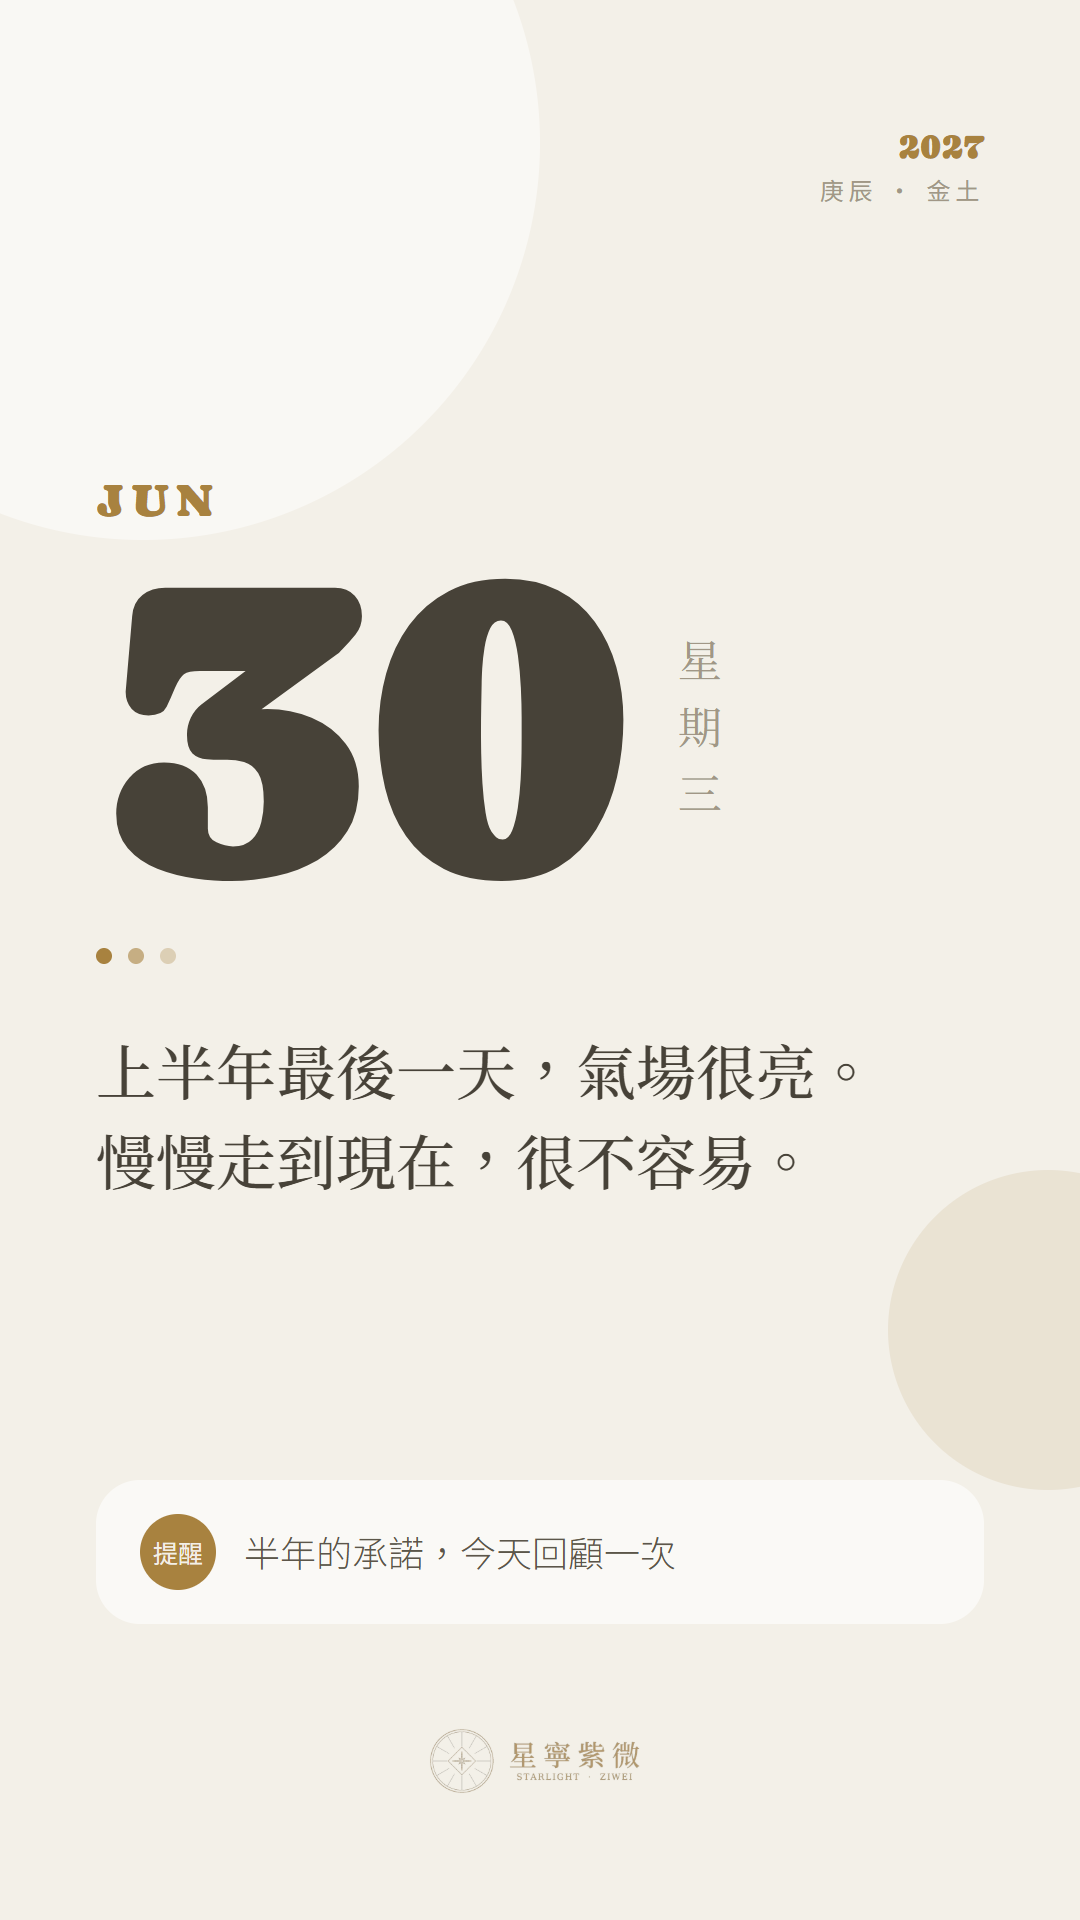 2027
庚辰 · 金土
JUN
30
星期三
上半年最後一天，氣場很亮。
慢慢走到現在，很不容易。
提醒
半年的承諾，今天回顧一次
星寧紫微
STARLIGHT · ZIWEI